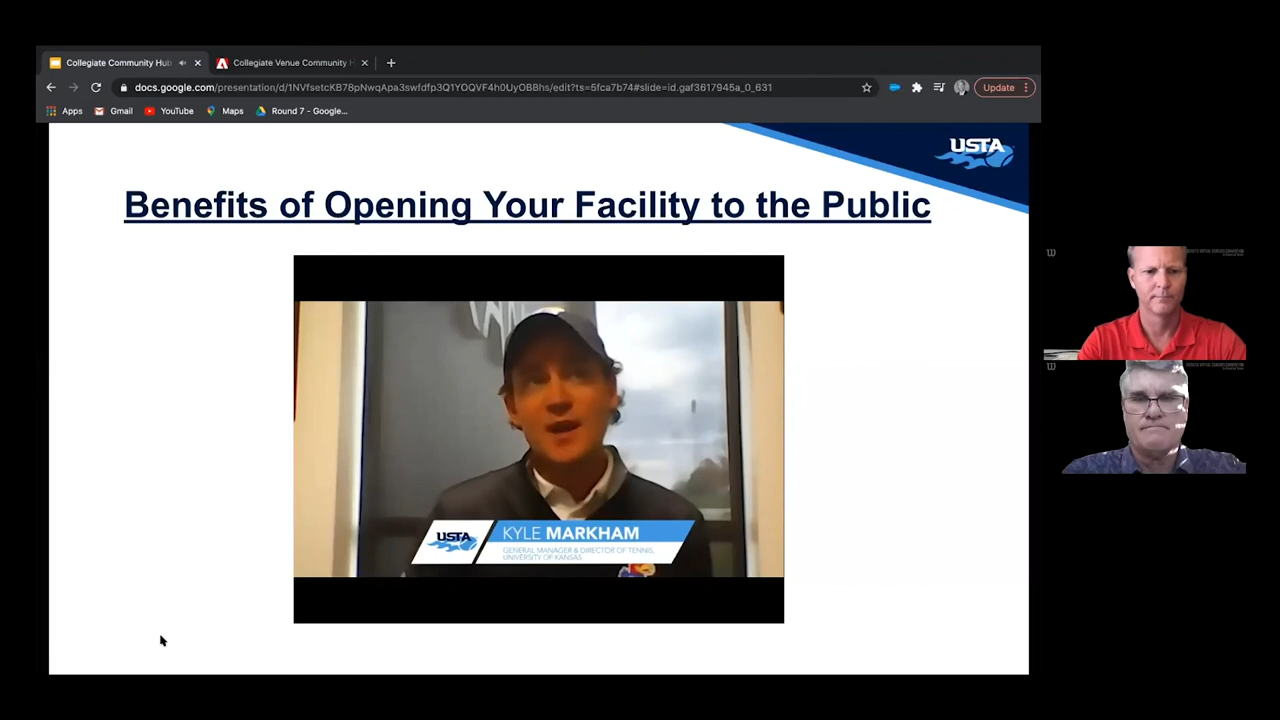 Collegiate Community Hub
Collegiate Venue Community H
docs.google.com/presentation/d/1NVfsetcKB78pNwqApa3swfdfp3Q1YOQVF4h0UyOBBhs/edit?ts=5fca7b74#slide=id.gaf3617945a_0_631
Update
Apps
Gmail
YouTube
Maps
Round 7 - Google...
USTA
Benefits of Opening Your Facility to the Public
USTA
KYLE MARKHAM
GENERAL MANAGER & DIRECTOR OF TENNIS,
UNIVERSITY OF KANSAS